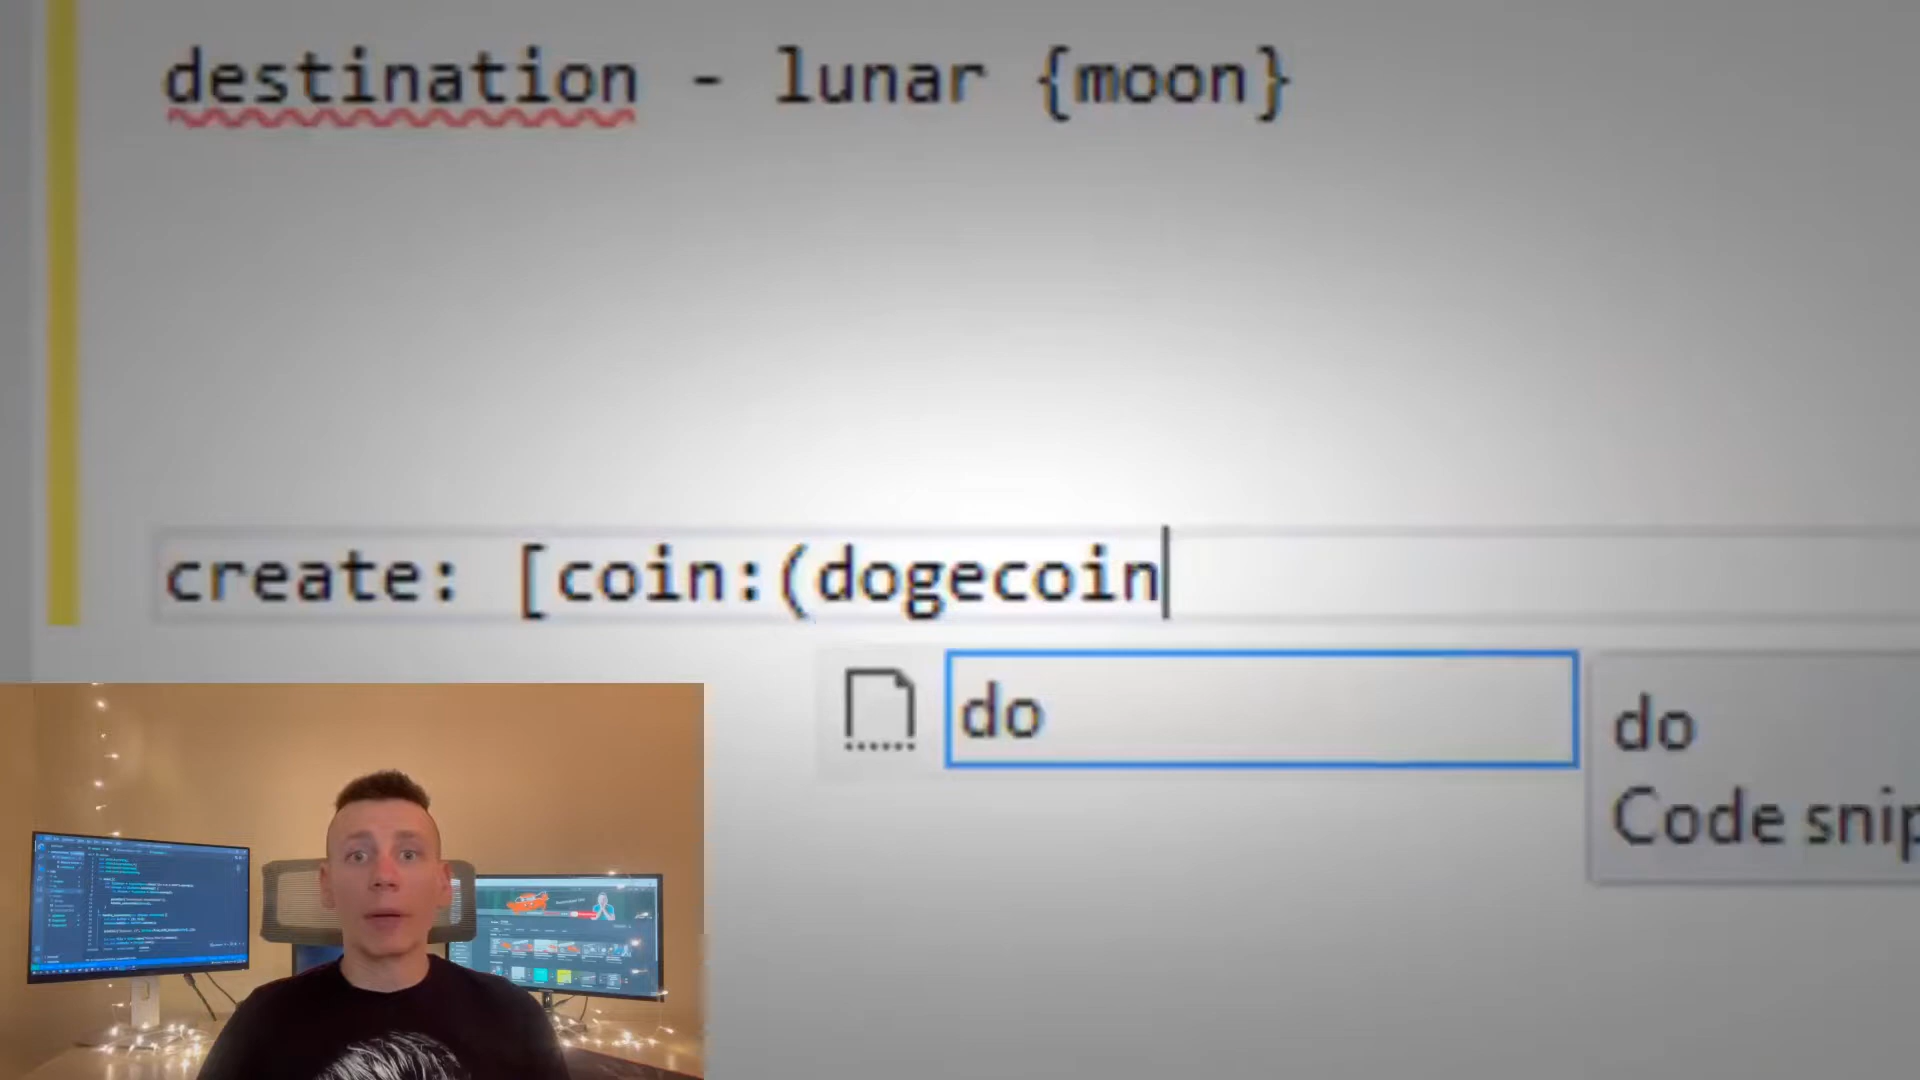 destination - lunar {moon}
create: [coin:(dogecoin
do
do
Code snip